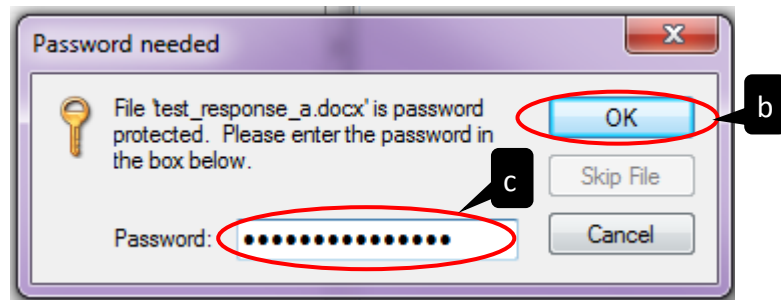 Password needed
File 'test_response_a.docx' is password
protected. Please enter the password in
the box below.
OK
b
Skip File
c
Password: ●●●●●●●●●●●●●●●●
Cancel